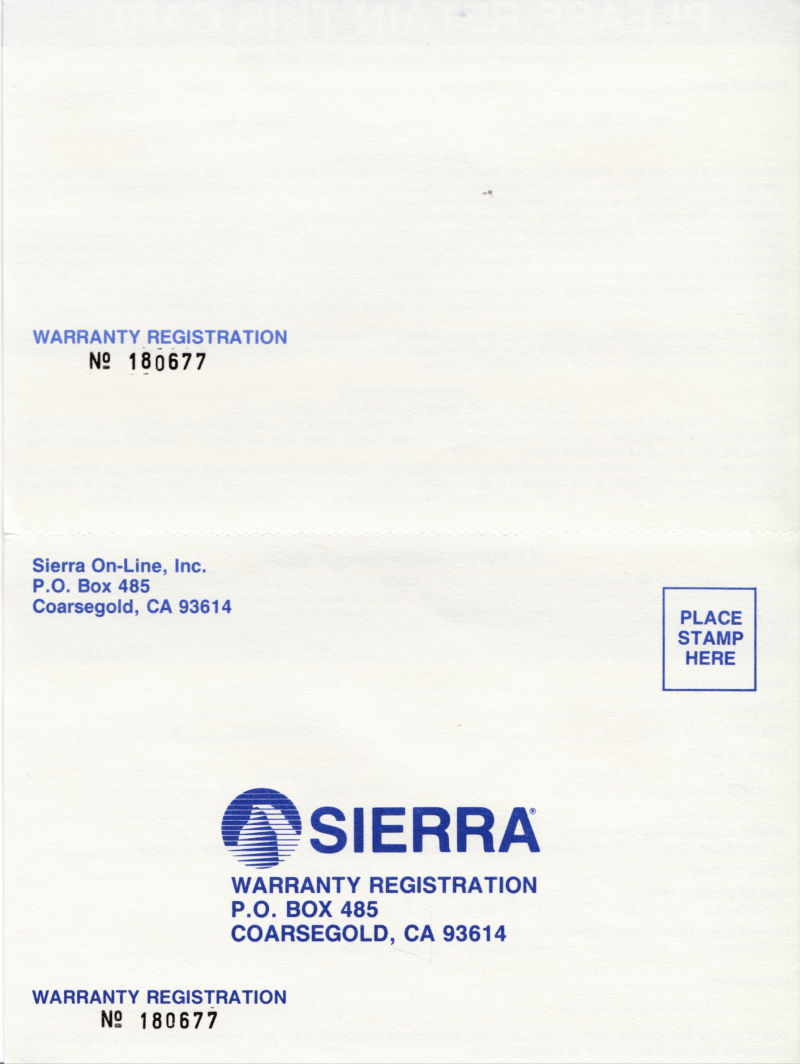 WARRANTY REGISTRATION
Nº 180677
Sierra On-Line, Inc.
P.O. Box 485
Coarsegold, CA 93614
PLACE
STAMP
HERE
SIERRA®
WARRANTY REGISTRATION
P.O. BOX 485
COARSEGOLD, CA 93614
WARRANTY REGISTRATION
Nº 180677